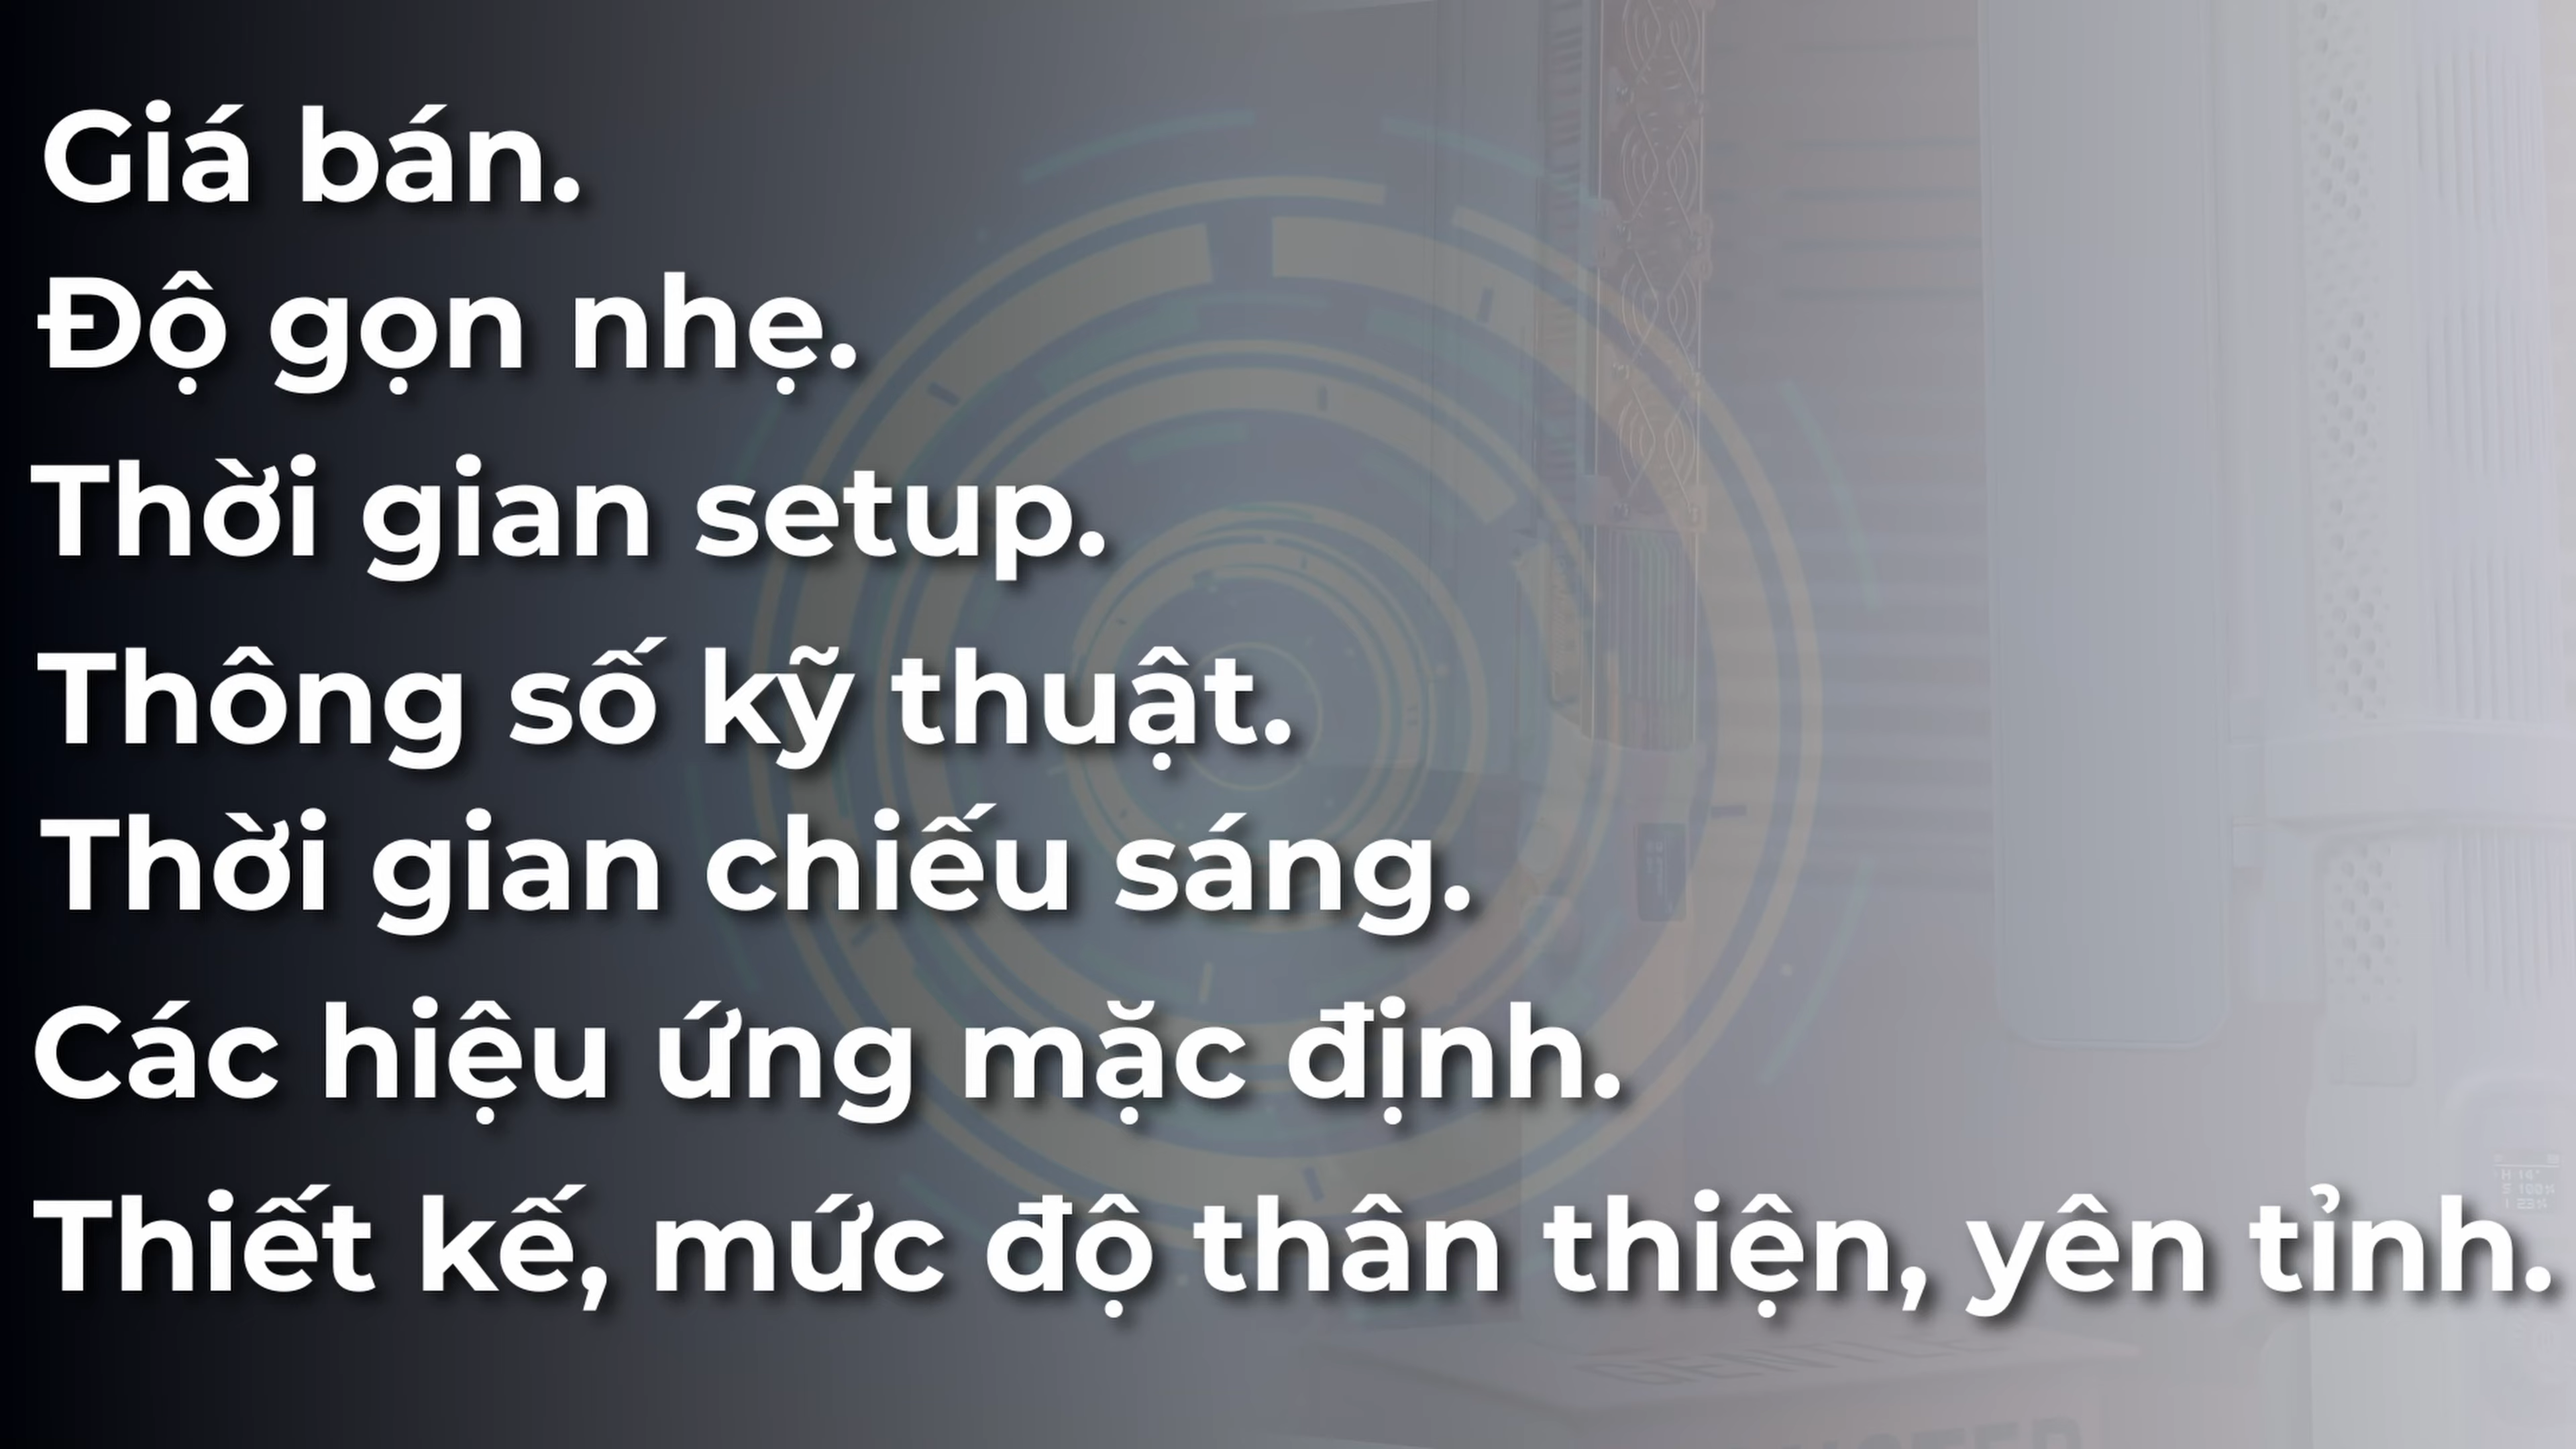 Giá bán.
Độ gọn nhẹ.
Thời gian setup.
Thông số kỹ thuật.
Thời gian chiếu sáng.
Các hiệu ứng mặc định.
Thiết kế, mức độ thân thiện, yên tỉnh.